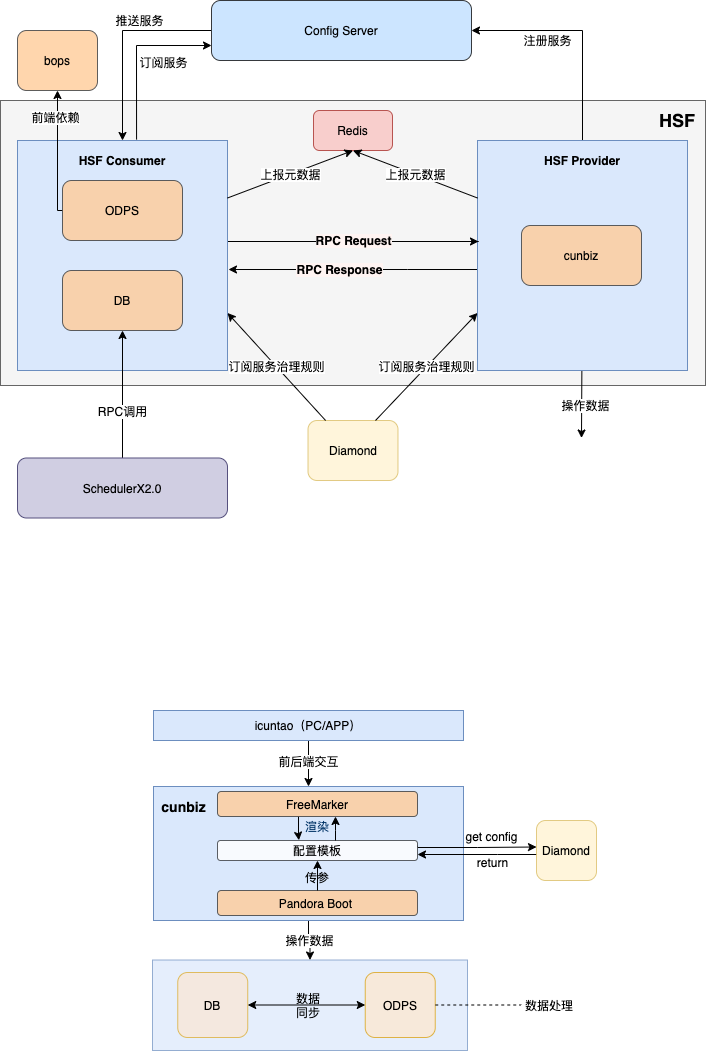 推送服务
Config Server
注册服务
订阅服务
bops
前端依赖
HSF
Redis
HSF Consumer
HSF Provider
上报元数据
上报元数据
ODPS
RPC Request
cunbiz
RPC Response
DB
订阅服务治理规则
订阅服务治理规则
RPC调用
操作数据
Diamond
SchedulerX2.0
icuntao（PC/APP）
前后端交互
cunbiz
FreeMarker
渲染
get config
配置模板
Diamond
return
传参
Pandora Boot
操作数据
DB
数据
同步
ODPS
数据处理